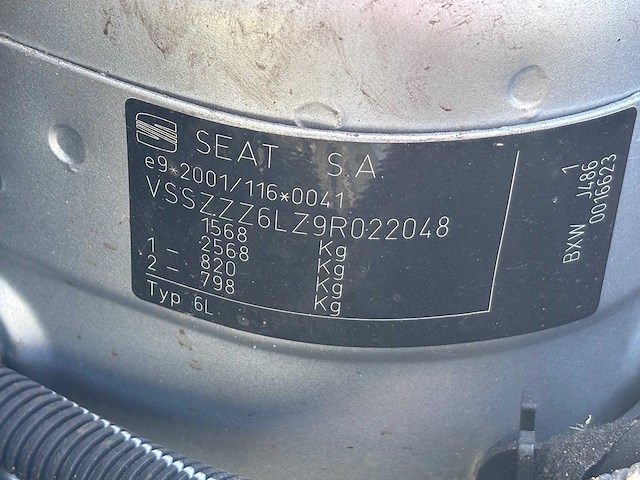 SEAT S.A
e9*2001/116*0041
VSSZZZ6LZ9R022048
1568 Kg
1 - 2568 Kg
2 - 820 Kg
798 Kg
Typ 6L
1
J486
BXW 0016623